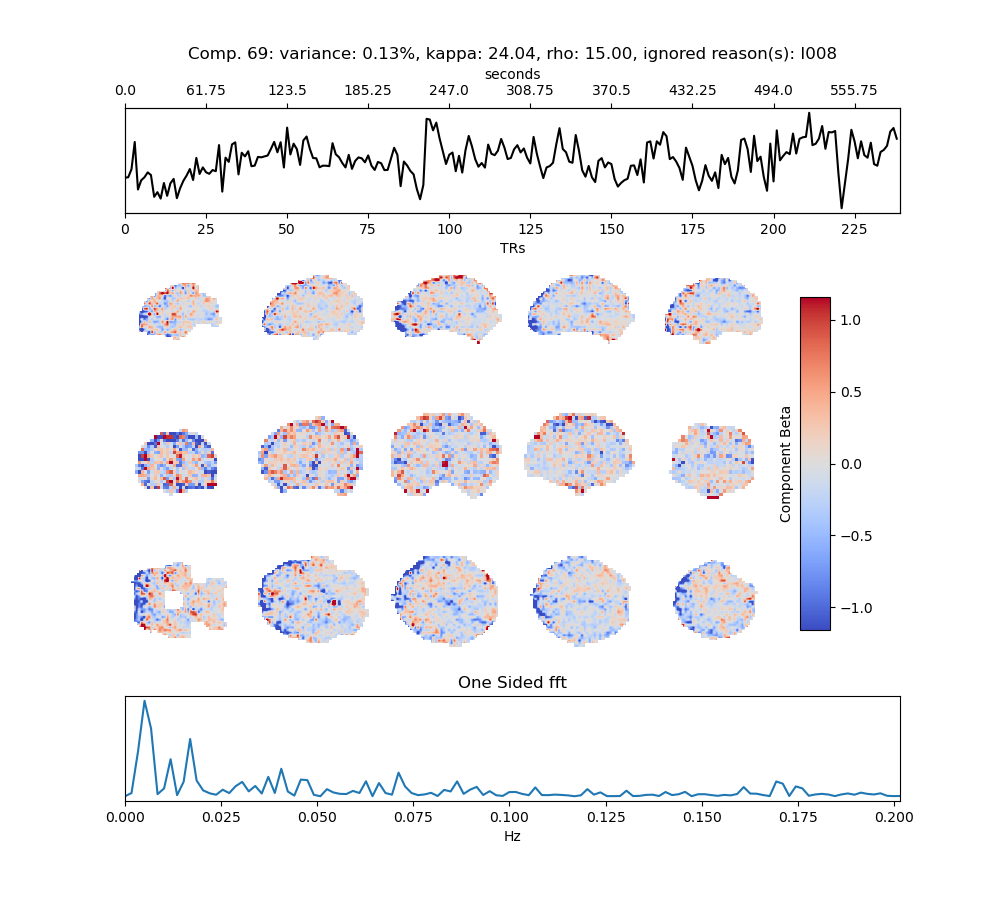 Comp. 69: variance: 0.13%, kappa: 24.04, rho: 15.00, ignored reason(s): I008
seconds
0.0 61.75 123.5 185.25 247.0 308.75 370.5 432.25 494.0 555.75
0 25 50 75 100 125 150 175 200 225
TRs
1.0
0.5
0.0
−0.5
−1.0
Component Beta
One Sided fft
0.000 0.025 0.050 0.075 0.100 0.125 0.150 0.175 0.200
Hz